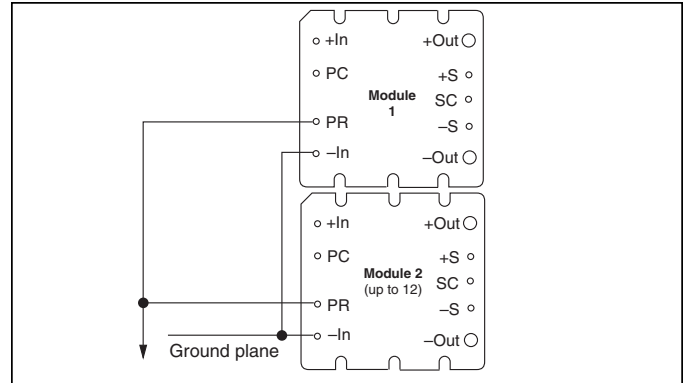 +In
+Out
PC
+S
Module
1
SC
PR
–S
–In
–Out
+In
+Out
PC
+S
Module 2
(up to 12)
SC
PR
–S
–In
–Out
Ground plane